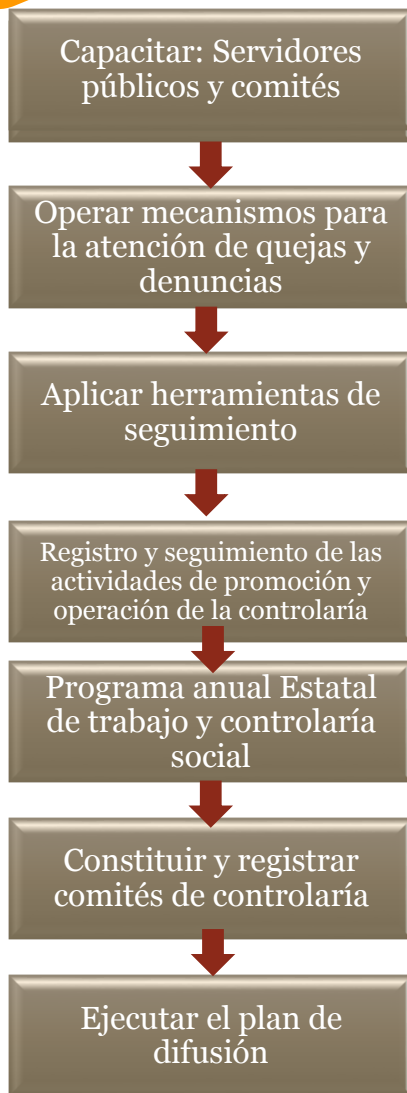 Capacitar: Servidores
públicos y comités
Operar mecanismos para
la atención de quejas y
denuncias
Aplicar herramientas de
seguimiento
Registro y seguimiento de las
actividades de promoción y
operación de la controlaría
Programa anual Estatal
de trabajo y controlaría
social
Constituir y registrar
comités de controlaría
Ejecutar el plan de
difusión